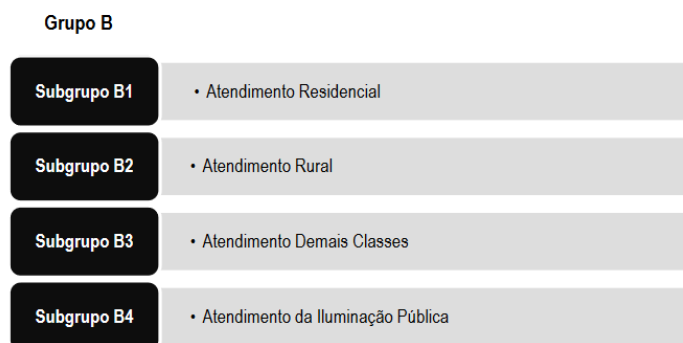 Grupo B
Subgrupo B1 • Atendimento Residencial
Subgrupo B2 • Atendimento Rural
Subgrupo B3 • Atendimento Demais Classes
Subgrupo B4 • Atendimento da Iluminação Pública